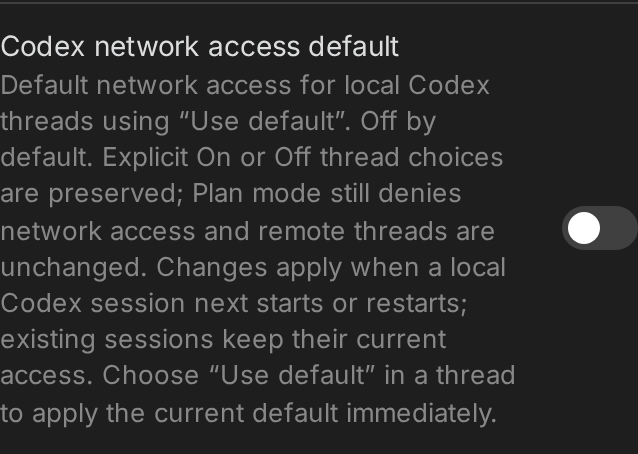 Codex network access default
Default network access for local Codex
threads using “Use default”. Off by
default. Explicit On or Off thread choices
are preserved; Plan mode still denies
network access and remote threads are
unchanged. Changes apply when a local
Codex session next starts or restarts;
existing sessions keep their current
access. Choose “Use default” in a thread
to apply the current default immediately.